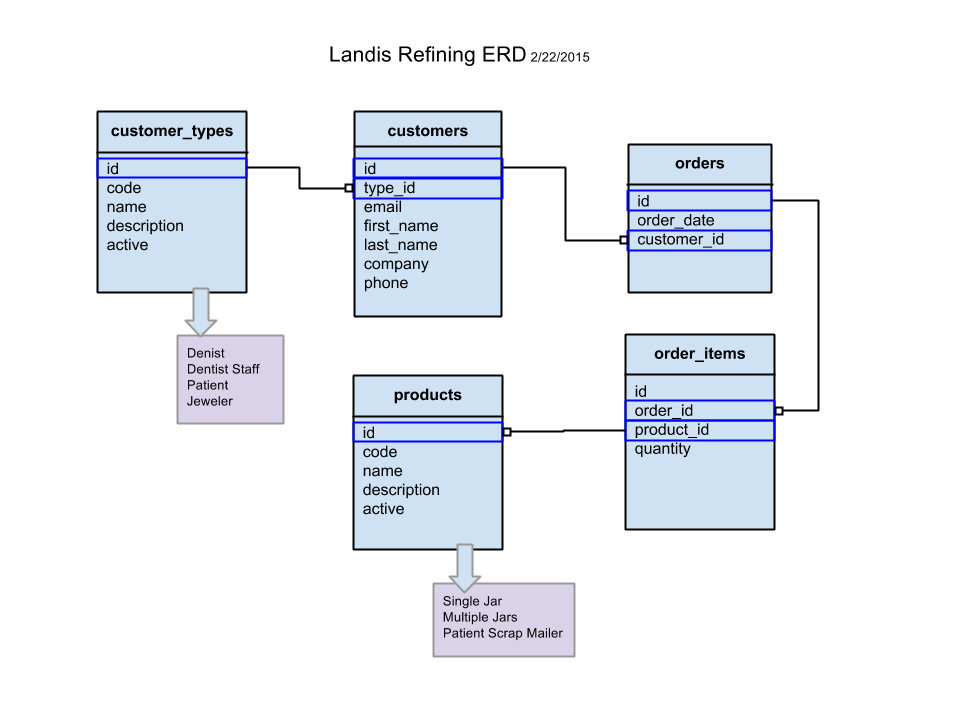 Landis Refining ERD 2/22/2015
customer_types
id
code
name
description
active
Denist
Dentist Staff
Patient
Jeweler
customers
id
type_id
email
first_name
last_name
company
phone
orders
id
order_date
customer_id
products
id
code
name
description
active
Single Jar
Multiple Jars
Patient Scrap Mailer
order_items
id
order_id
product_id
quantity